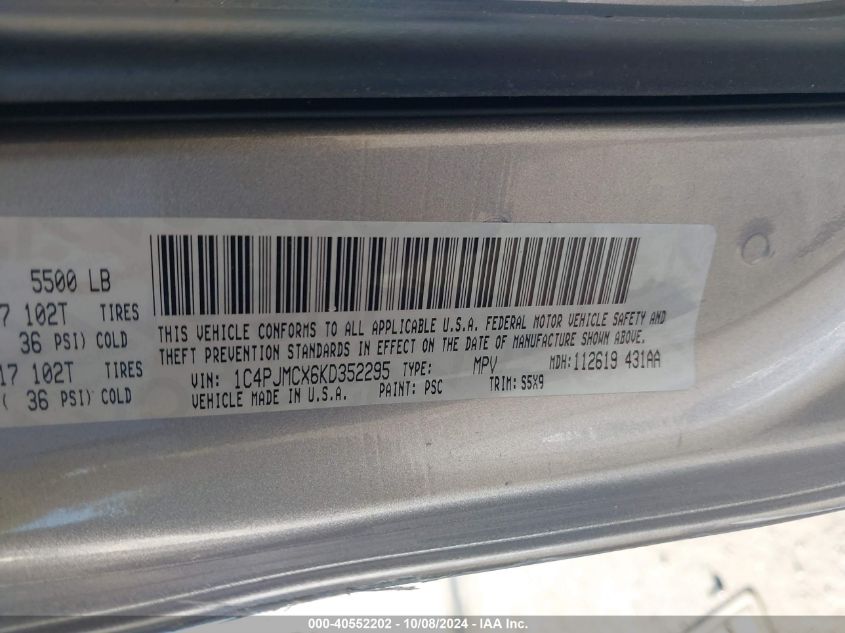 5500 LB
7 102T TIRES
36 PSI) COLD
17 102T TIRES
( 36 PSI) COLD
THIS VEHICLE CONFORMS TO ALL APPLICABLE U.S.A. FEDERAL MOTOR VEHICLE SAFETY AND
THEFT PREVENTION STANDARDS IN EFFECT ON THE DATE OF MANUFACTURE SHOWN ABOVE.
VIN: 1C4PJMCX6KD352295 TYPE: MPV MDH:112619 431AA
VEHICLE MADE IN U.S.A. PAINT: PSC TRIM: S5X9
000-40552202 - 10/08/2024 - IAA Inc.